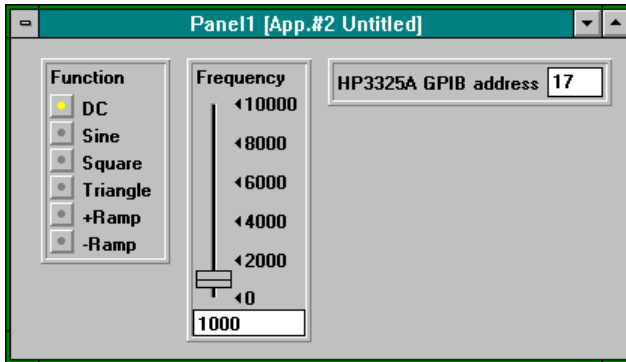 Panel1 [App.#2 Untitled]
Function
DC
Sine
Square
Triangle
+Ramp
-Ramp
Frequency
10000
8000
6000
4000
2000
0
1000
HP3325A GPIB address 17